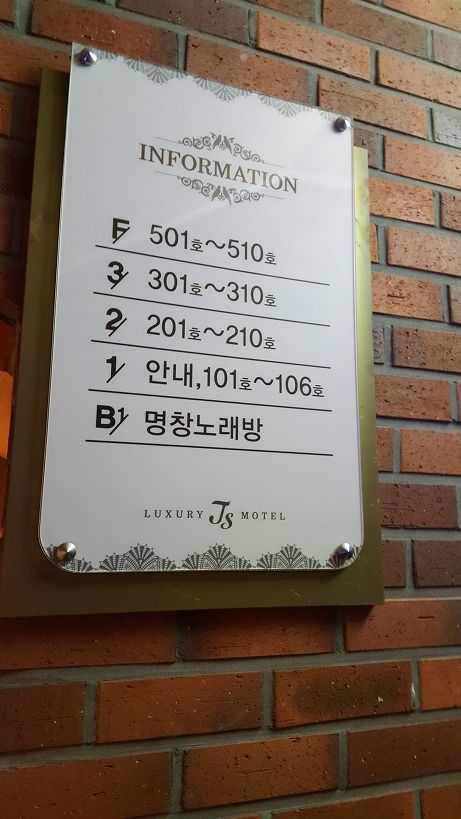 INFORMATION
F 501호~510호
3 301호~310호
2 201호~210호
1 안내,101호~106호
B1 명창노래방
LUXURY Js MOTEL